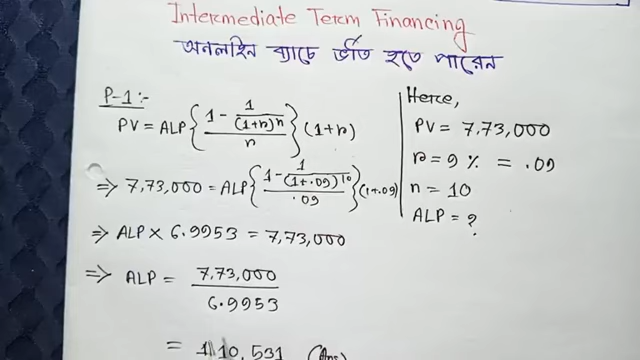 Intermediate Term Financing
অনলাইন ব্যাচে ভর্তি হতে পারেন
P-1:-
PV = ALP { (1 - 1/(1+r)^n) / r } (1+r)
⇒ 7,73,000 = ALP { (1 - 1/(1+.09)^10) / .09 } (1+.09)
⇒ ALP × 6.9953 = 7,73,000
⇒ ALP = 7,73,000 / 6.9953
= 110,531 (Ans)
Here,
PV = 7,73,000
r = 9 % = .09
n = 10
ALP = ?